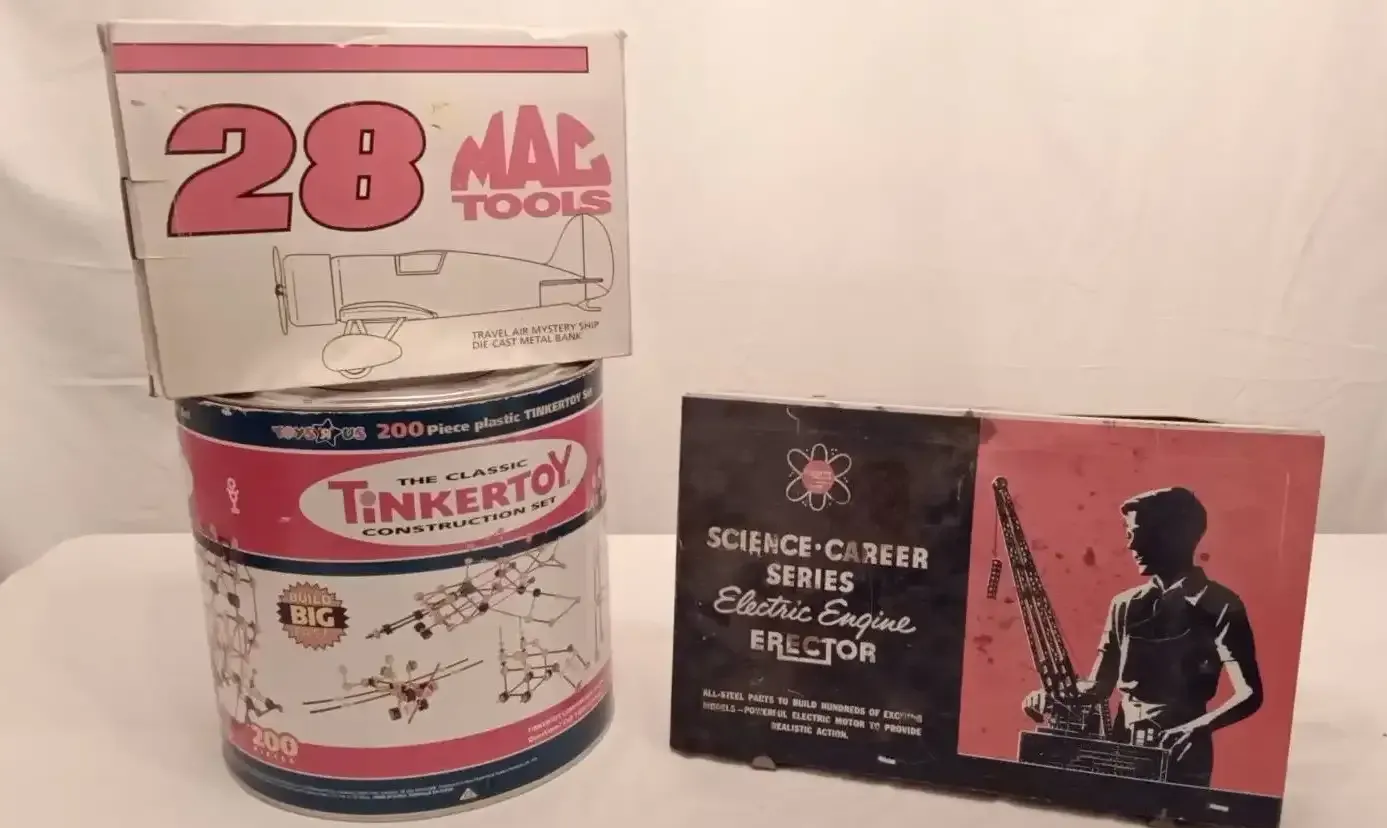 28
MAC
TOOLS
TRAVEL AIR MYSTERY SHIP
DIE CAST METAL BANK
TOYS R US 200 Piece plastic TINKERTOY Set
THE CLASSIC
TINKERTOY
CONSTRUCTION SET
BUILD
BIG
200
PIECES
SCIENCE·CAREER
SERIES
Electric Engine
ERECTOR
ALL-STEEL PARTS TO BUILD HUNDREDS OF EXCITING
MODELS—POWERFUL ELECTRIC MOTOR TO PROVIDE
REALISTIC ACTION.